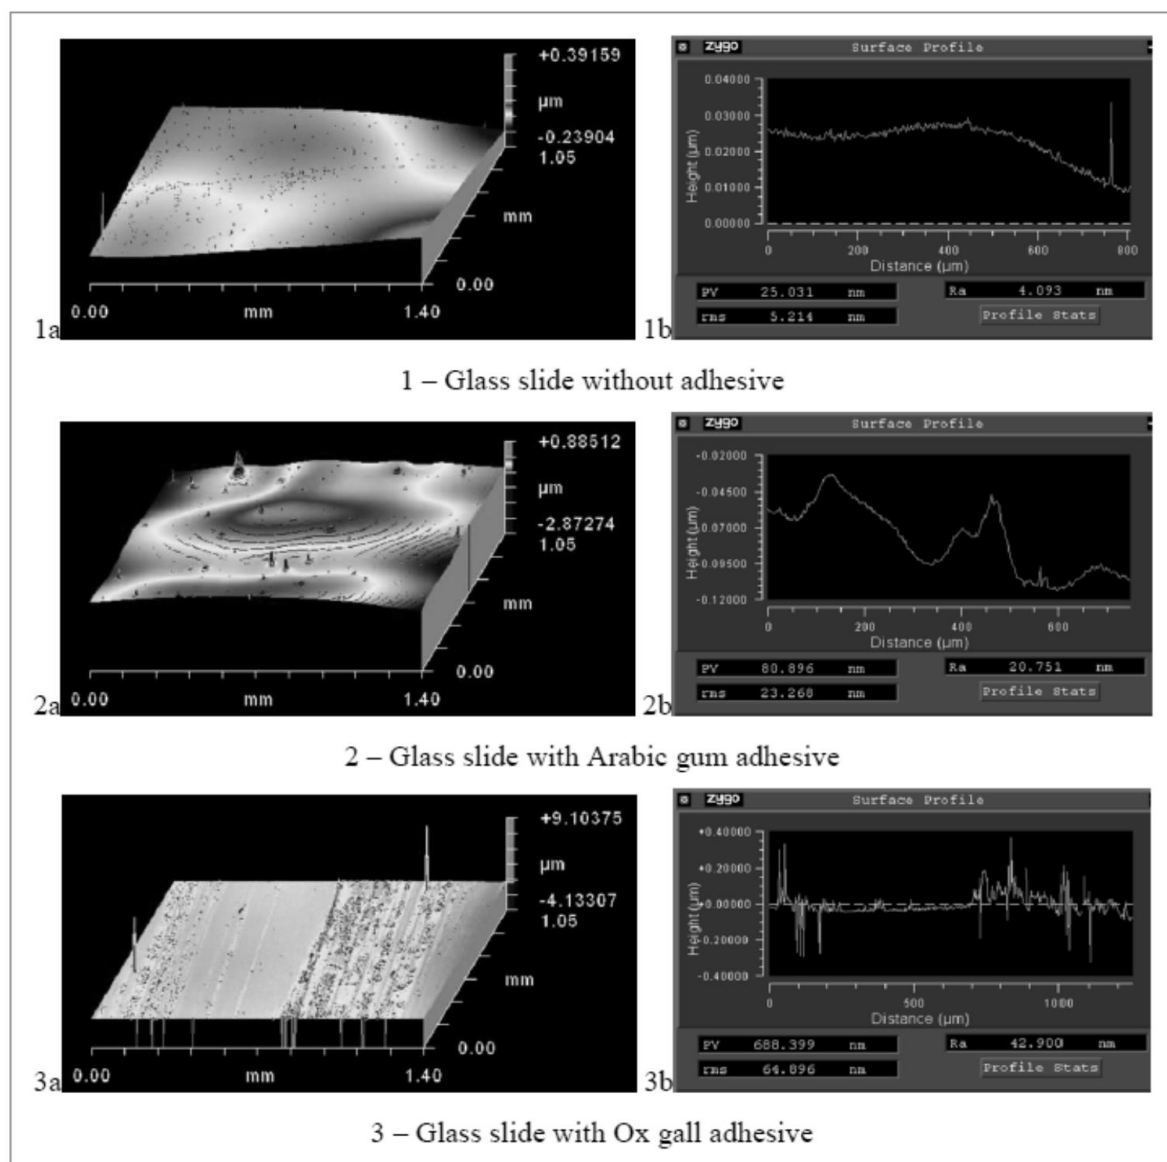 +0.39159
µm
-0.23904
1.05
mm
0.00
0.00 mm 1.40
1a
zygo Surface Profile
0.04000
0.03000
0.02000
0.01000
0.00000
Height (µm)
0 200 400 600 800
Distance (µm)
PV 25.031 nm
rms 5.214 nm
Ra 4.093 nm
Profile Stats
1b
1 – Glass slide without adhesive
+0.88512
µm
-2.87274
1.05
mm
0.00
0.00 mm 1.40
2a
zygo Surface Profile
-0.02000
-0.04500
-0.07000
-0.09500
-0.12000
Height (µm)
0 200 400 600
Distance (µm)
PV 80.896 nm
rms 23.268 nm
Ra 20.751 nm
Profile Stats
2b
2 – Glass slide with Arabic gum adhesive
+9.10375
µm
-4.13307
1.05
mm
0.00
0.00 mm 1.40
3a
zygo Surface Profile
+0.40000
+0.20000
+0.00000
-0.20000
-0.40000
Height (µm)
0 500 1000
Distance (µm)
PV 688.399 nm
rms 64.896 nm
Ra 42.900 nm
Profile Stats
3b
3 – Glass slide with Ox gall adhesive